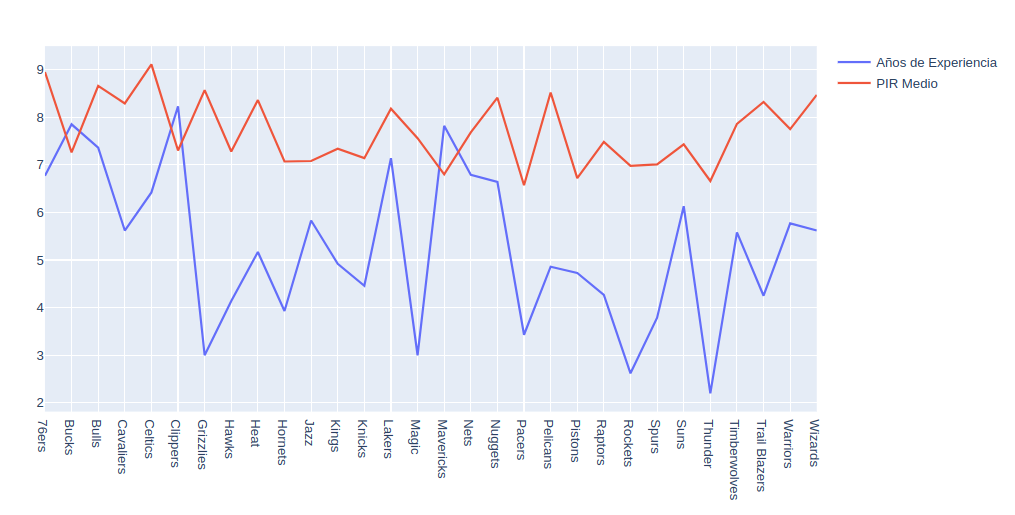 Años de Experiencia
PIR Medio
9
8
7
6
5
4
3
2
76ers
Bucks
Bulls
Cavaliers
Celtics
Clippers
Grizzlies
Hawks
Heat
Hornets
Jazz
Kings
Knicks
Lakers
Magic
Mavericks
Nets
Nuggets
Pacers
Pelicans
Pistons
Raptors
Rockets
Spurs
Suns
Thunder
Timberwolves
Trail Blazers
Warriors
Wizards